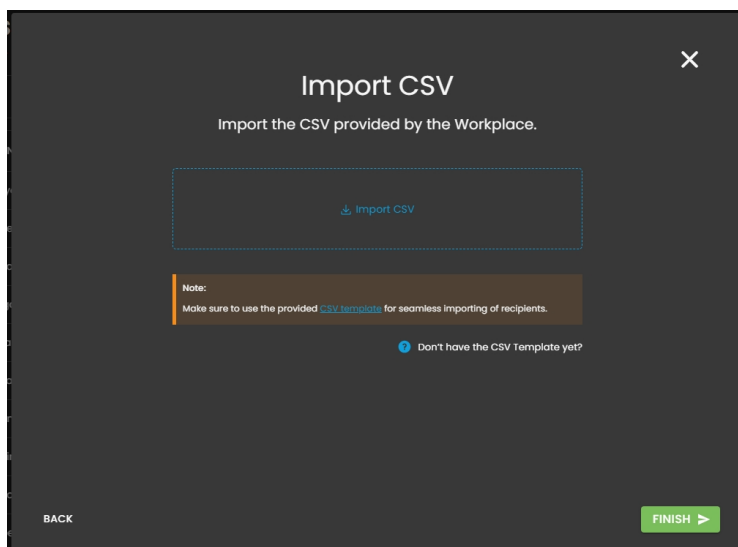 Import CSV
Import the CSV provided by the Workplace.
Import CSV
Note:
Make sure to use the provided CSV template for seamless importing of recipients.
? Don't have the CSV Template yet?
BACK
FINISH